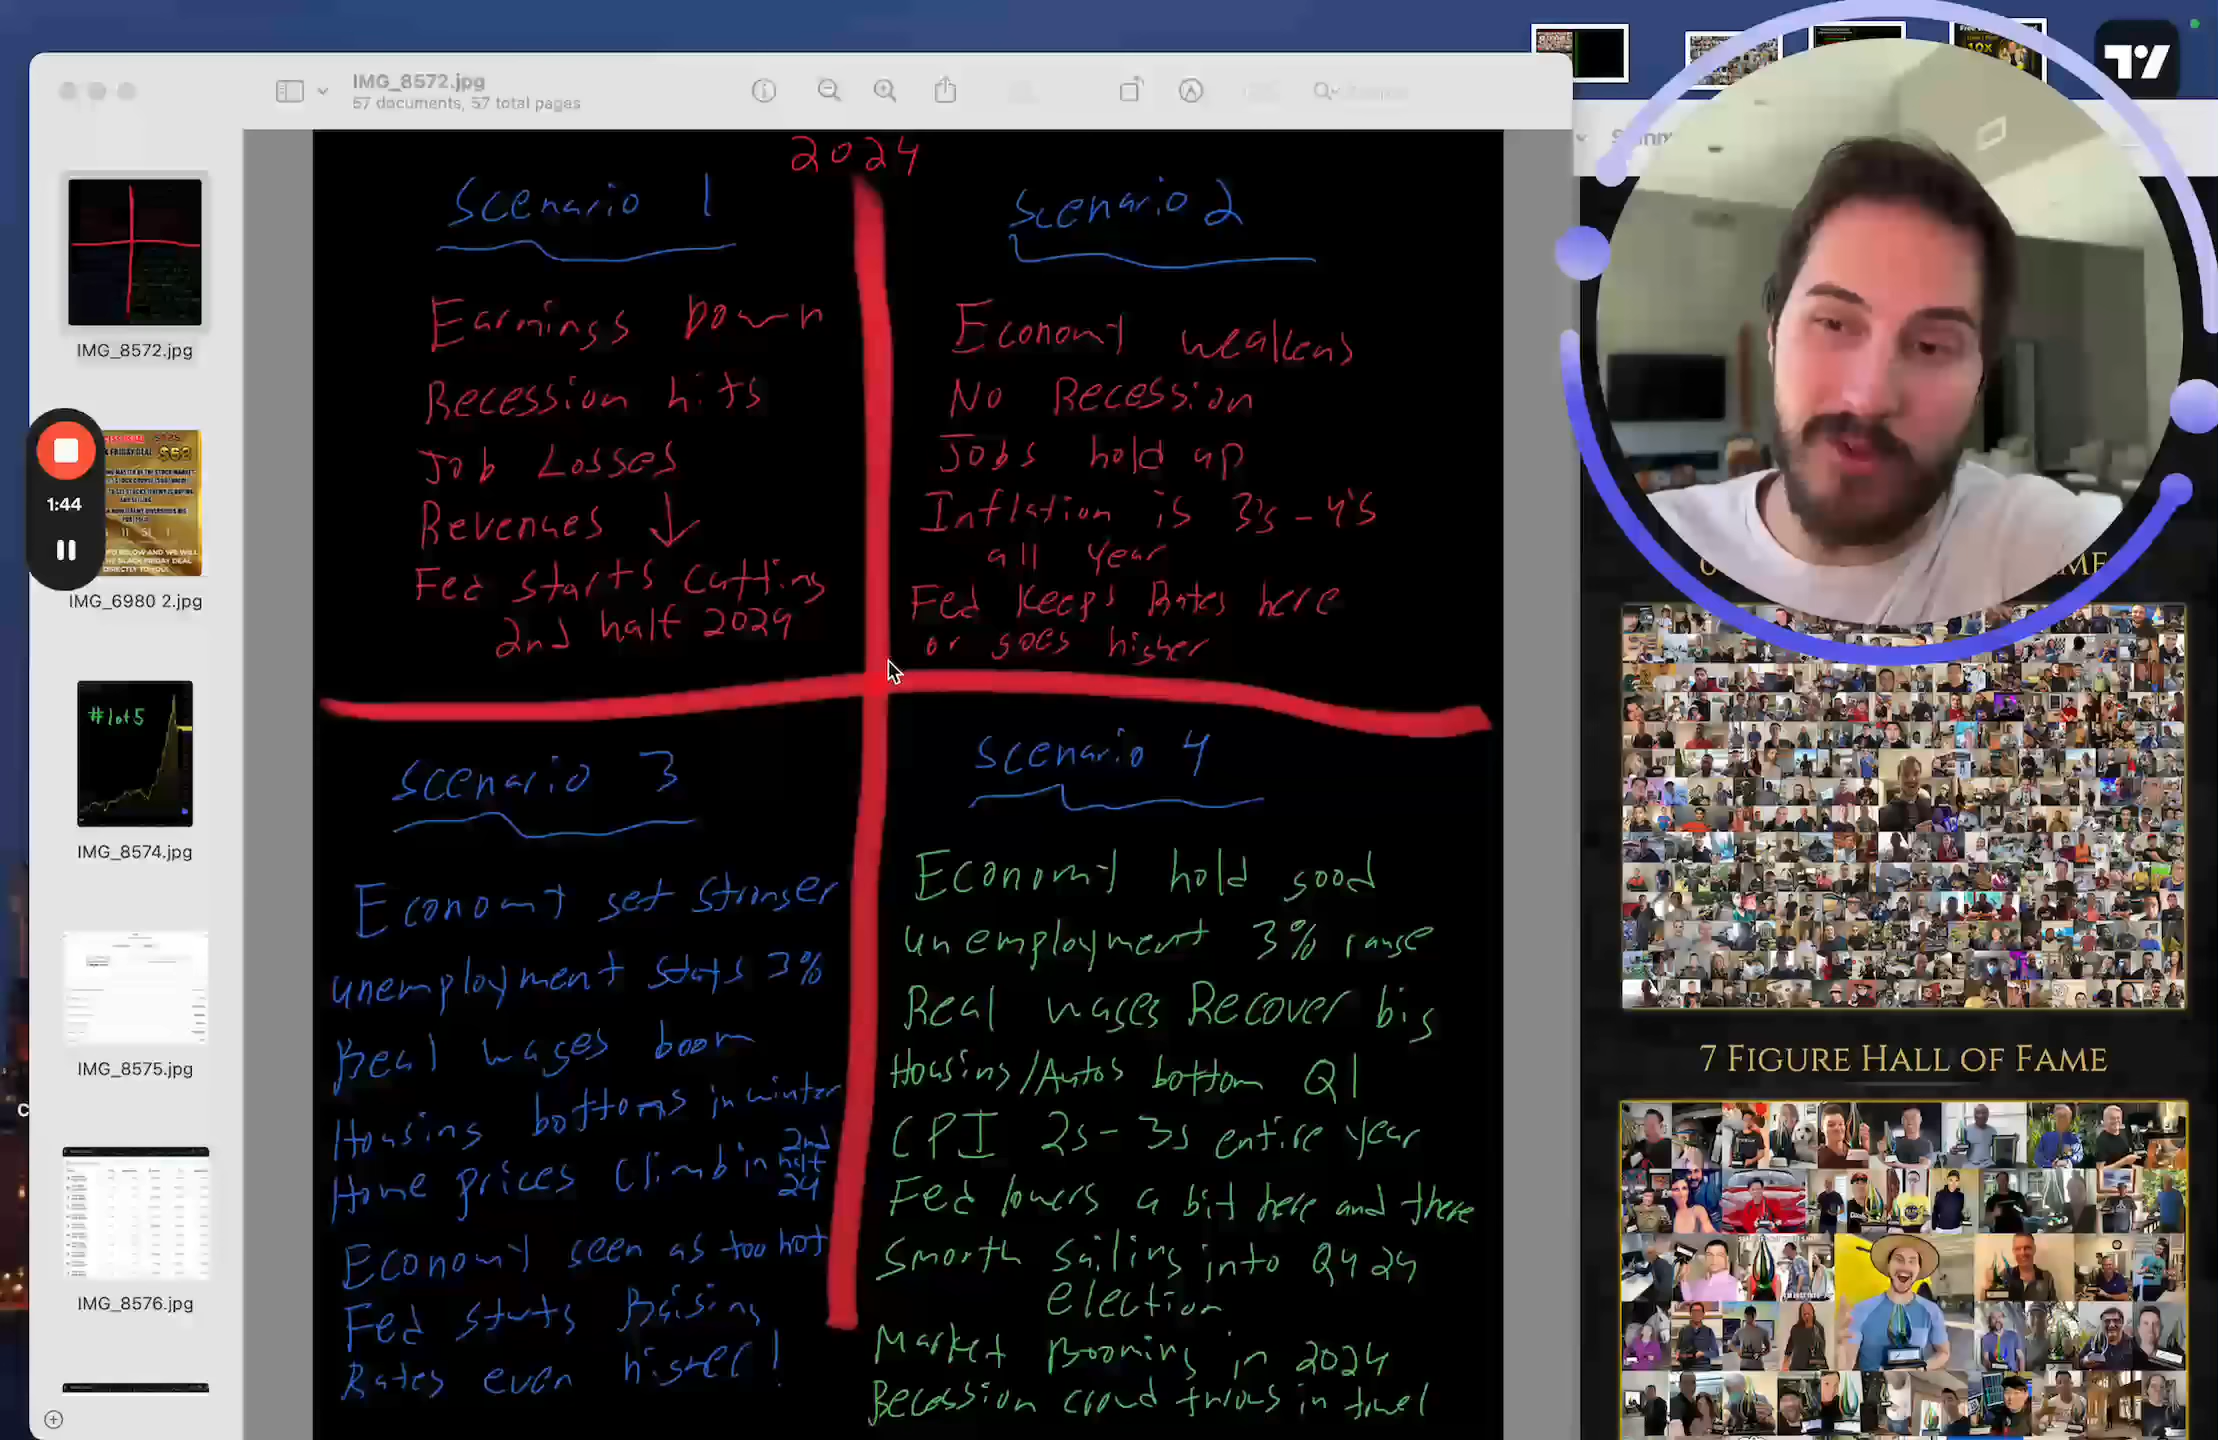 IMG_8572.jpg
57 documents, 57 total pages
2024
Scenario 1
Earnings Down
Recession hits
Job Losses
Revenues ↓
Fed starts cutting
2nd half 2024
Scenario 2
Economy weakens
No Recession
Jobs hold up
Inflation is 3's - 4's
all year
Fed Keeps Rates here
or goes higher
Scenario 3
Economy get stronger
unemployment stays 3%
Real wages boom
Housing bottoms in winter
Home prices climb in 2nd half 24
Economy seen as too hot
Fed starts Raising
Rates even higher!
Scenario 4
Economy hold good
unemployment 3% range
Real wages Recover big
Housing/Autos bottom Q1
CPI 2s-3s entire year
Fed lowers a bit here and there
Smooth sailing into Q4 24
election
Market Booming in 2024
Recession crowd throws in towel
IMG_8572.jpg
1:44
FRIDAY DEAL
$52
IMG_6980 2.jpg
#1of5
IMG_8574.jpg
IMG_8575.jpg
IMG_8576.jpg
7 Figure Hall of Fame